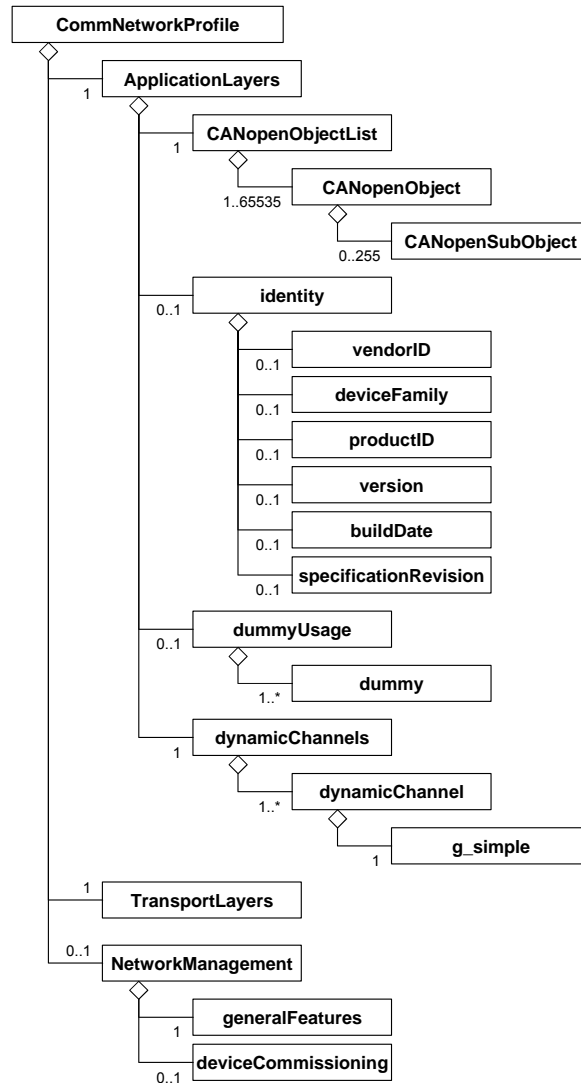 CommNetworkProfile
ApplicationLayers
1
CANopenObjectList
1
CANopenObject
1..65535
CANopenSubObject
0..255
identity
0..1
vendorID
0..1
deviceFamily
0..1
productID
0..1
version
0..1
buildDate
0..1
specificationRevision
0..1
dummyUsage
0..1
dummy
1..*
dynamicChannels
1
dynamicChannel
1..*
g_simple
1
1
TransportLayers
0..1
NetworkManagement
generalFeatures
1
deviceCommissioning
0..1